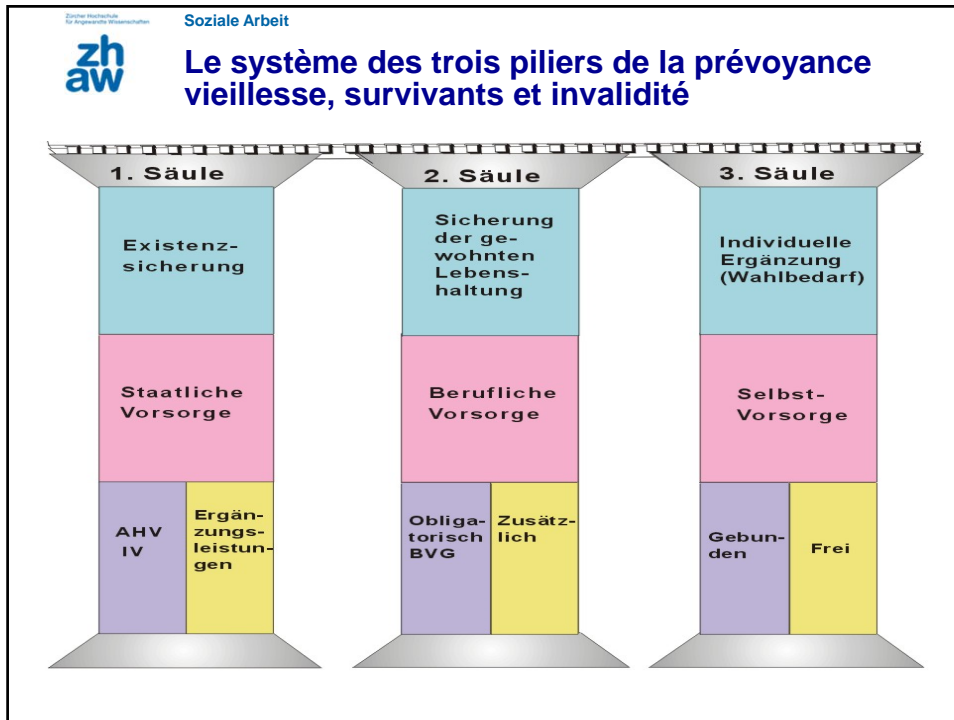 Zürcher Hochschule
für Angewandte Wissenschaften
zh
aw
Soziale Arbeit
Le système des trois piliers de la prévoyance
vieillesse, survivants et invalidité
1. Säule
Existenz-
sicherung
Staatliche
Vorsorge
AHV
IV
Ergän-
zungs-
leistun-
gen
2. Säule
Sicherung
der ge-
wohnten
Lebens-
haltung
Berufliche
Vorsorge
Obliga-
torisch
BVG
Zusätz-
lich
3. Säule
Individuelle
Ergänzung
(Wahlbedarf)
Selbst-
Vorsorge
Gebun-
den
Frei